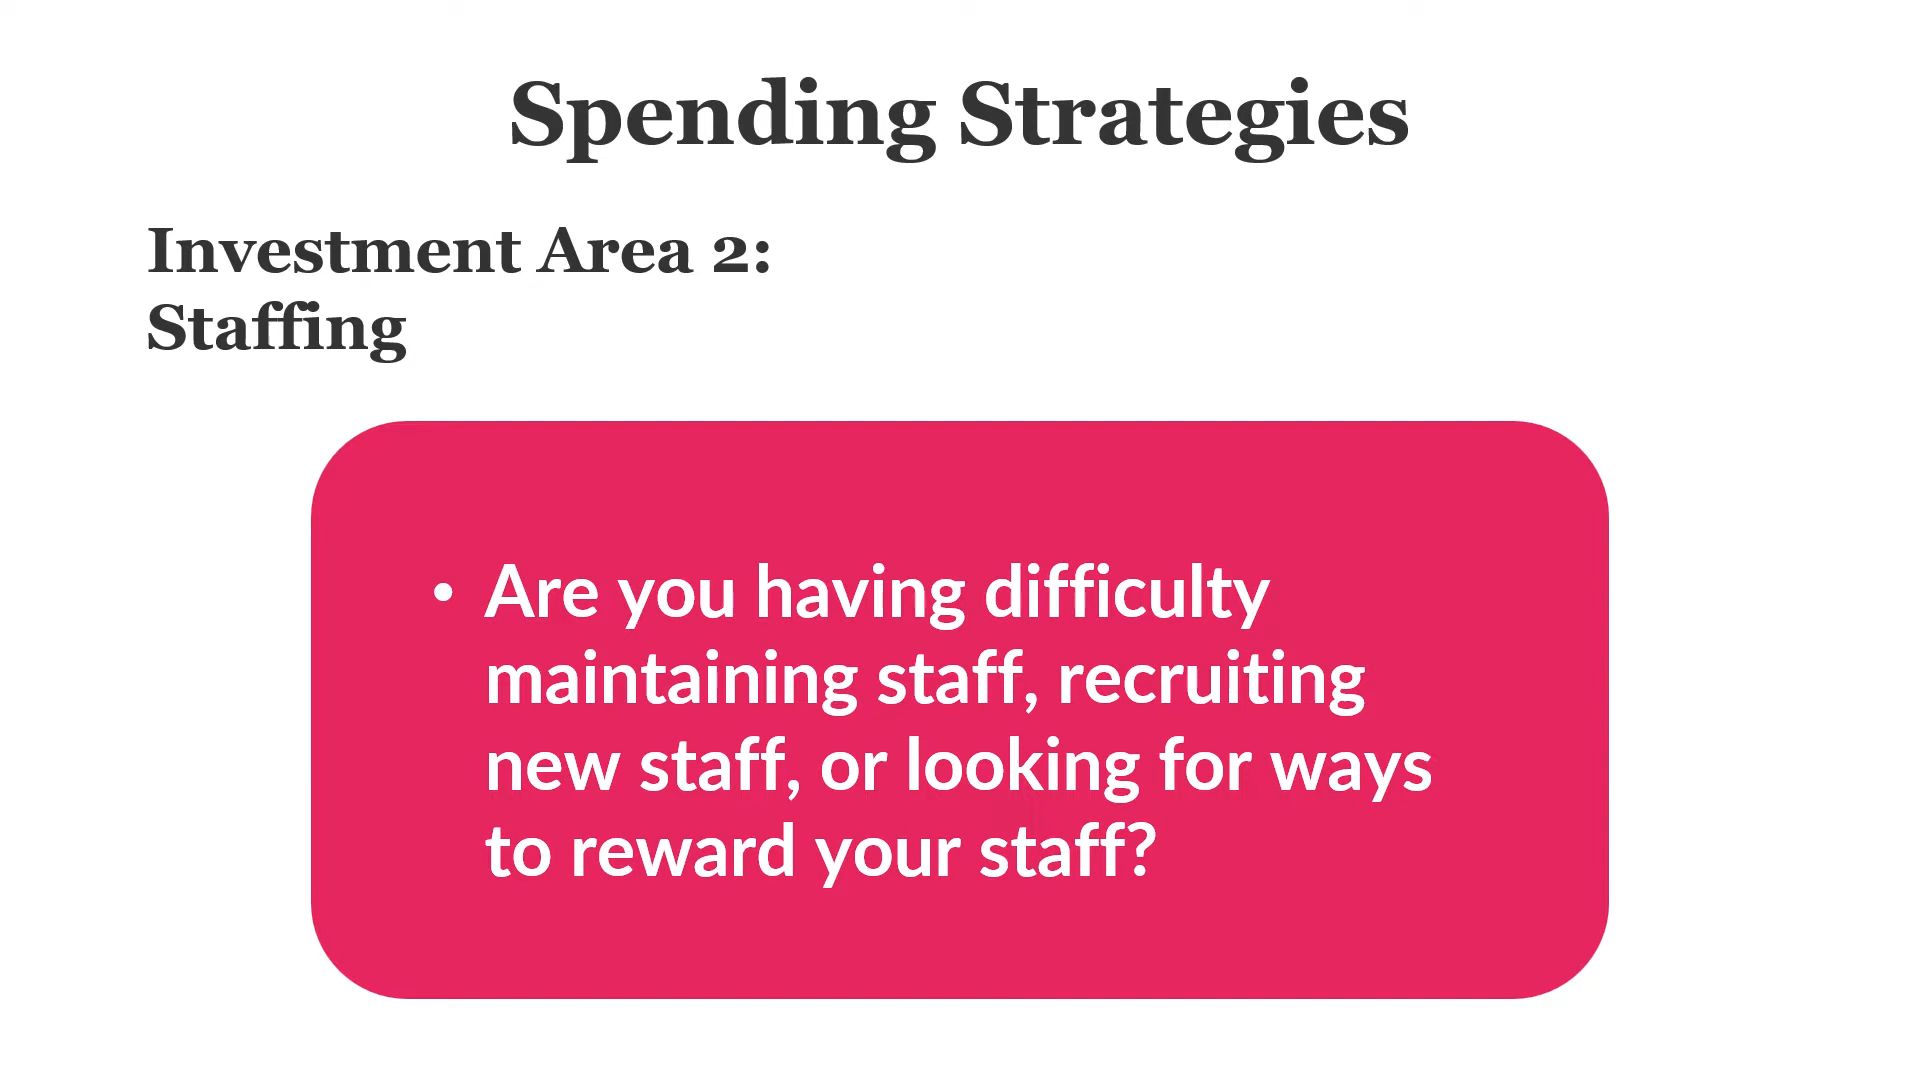 Spending Strategies
Investment Area 2:
Staffing
• Are you having difficulty
maintaining staff, recruiting
new staff, or looking for ways
to reward your staff?